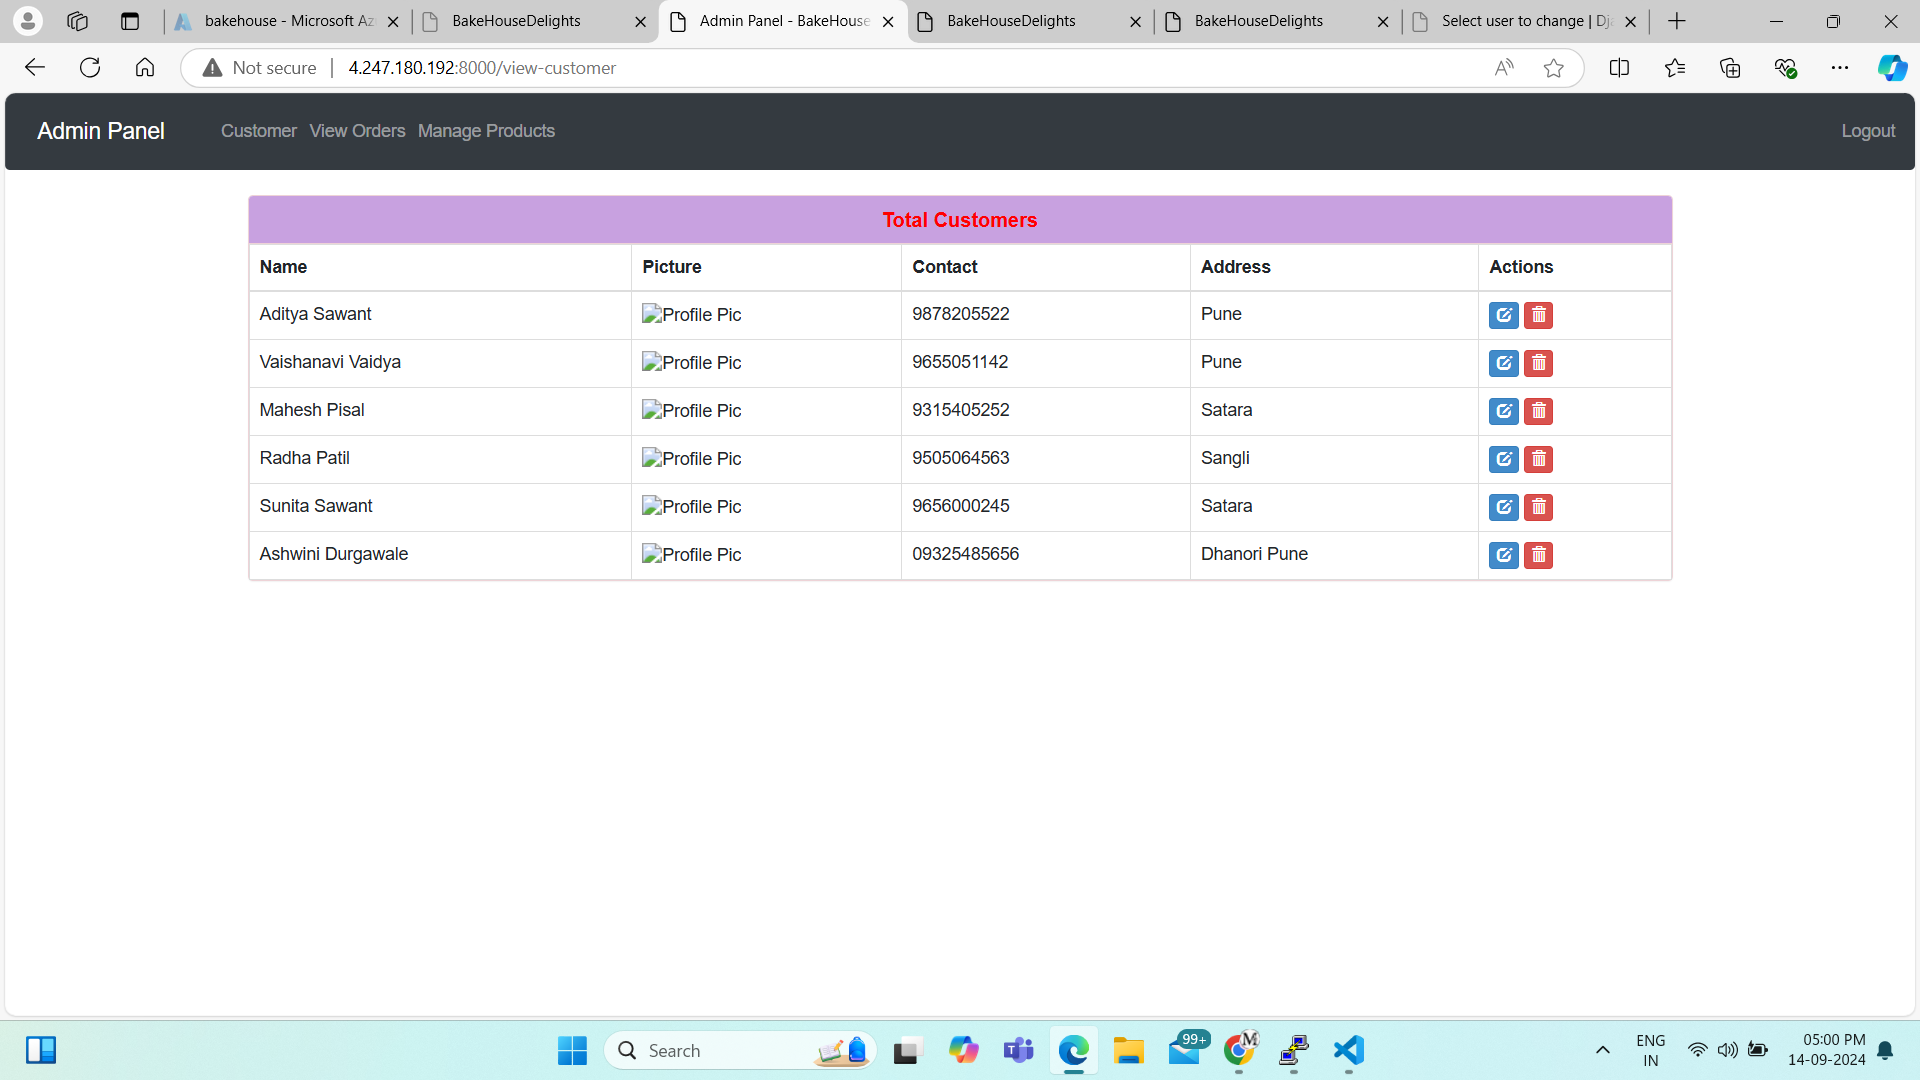 bakehouse - Microsoft Az
BakeHouseDelights
Admin Panel - BakeHouse
BakeHouseDelights
BakeHouseDelights
Select user to change | Dja
Not secure
4.247.180.192:8000/view-customer
Admin Panel
Customer
View Orders
Manage Products
Logout
Total Customers
Name Picture Contact Address Actions
Aditya Sawant Profile Pic 9878205522 Pune
Vaishanavi Vaidya Profile Pic 9655051142 Pune
Mahesh Pisal Profile Pic 9315405252 Satara
Radha Patil Profile Pic 9505064563 Sangli
Sunita Sawant Profile Pic 9656000245 Satara
Ashwini Durgawale Profile Pic 09325485656 Dhanori Pune
Search
99+
M
ENG
IN
05:00 PM
14-09-2024